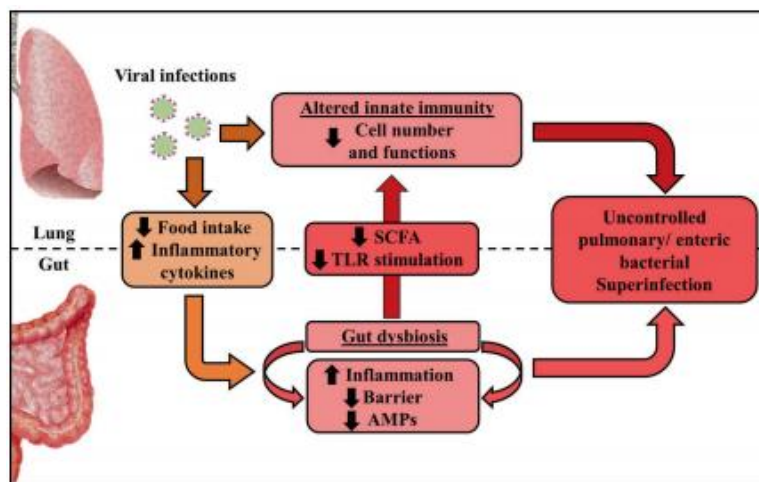 Viral infections
Altered innate immunity
Cell number
and functions
Food intake
Inflammatory
cytokines
SCFA
TLR stimulation
Uncontrolled
pulmonary/ enteric
bacterial
Superinfection
Lung
Gut
Gut dysbiosis
Inflammation
Barrier
AMPs